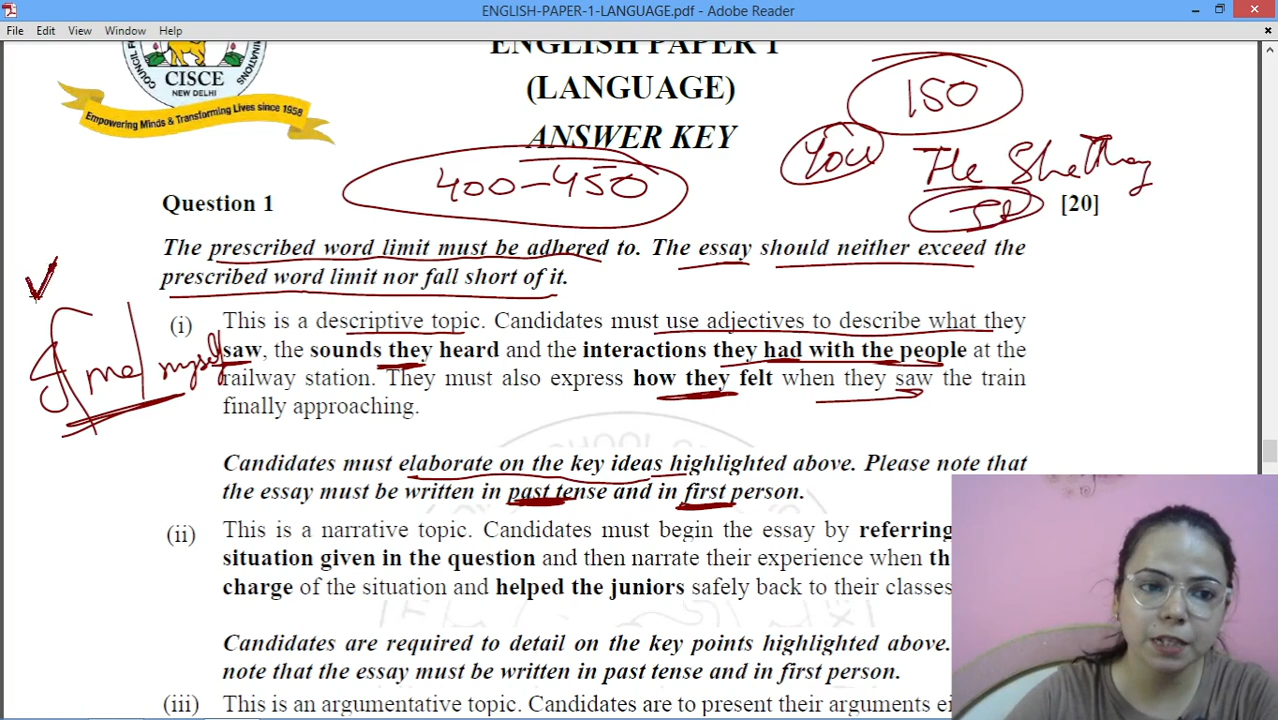 ENGLISH-PAPER-1-LANGUAGE.pdf - Adobe Reader
File Edit View Window Help
COUNCIL FOR
CISCE
NEW DELHI
Empowering Minds & Transforming Lives since 1958
ENGLISH PAPER 1
(LANGUAGE)
ANSWER KEY
150
You
The She They
It
400-450
Question 1
[20]
The prescribed word limit must be adhered to. The essay should neither exceed the
prescribed word limit nor fall short of it.
(i) This is a descriptive topic. Candidates must use adjectives to describe what they
saw, the sounds they heard and the interactions they had with the people at the
railway station. They must also express how they felt when they saw the train
finally approaching.
I me/ myself
Candidates must elaborate on the key ideas highlighted above. Please note that
the essay must be written in past tense and in first person.
(ii) This is a narrative topic. Candidates must begin the essay by referring
situation given in the question and then narrate their experience when
charge of the situation and helped the juniors safely back to their classes
Candidates are required to detail on the key points highlighted above.
note that the essay must be written in past tense and in first person.
(iii) This is an argumentative topic. Candidates are to present their arguments